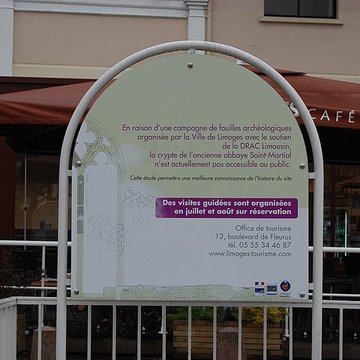 En raison d'une campagne de fouilles archéologiques
organisée par la Ville de Limoges avec le soutien
de la DRAC Limousin,
la crypte de l'ancienne abbaye Saint-Martial
n'est actuellement pas accessible au public.
Cette étude permettra une meilleure connaissance de l'histoire du site
Des visites guidées sont organisées
en juillet et août sur réservation
Office de tourisme
12, boulevard de Fleurus
tél. 05 55 34 46 87
www.limoges-tourisme.com
CAFÉ